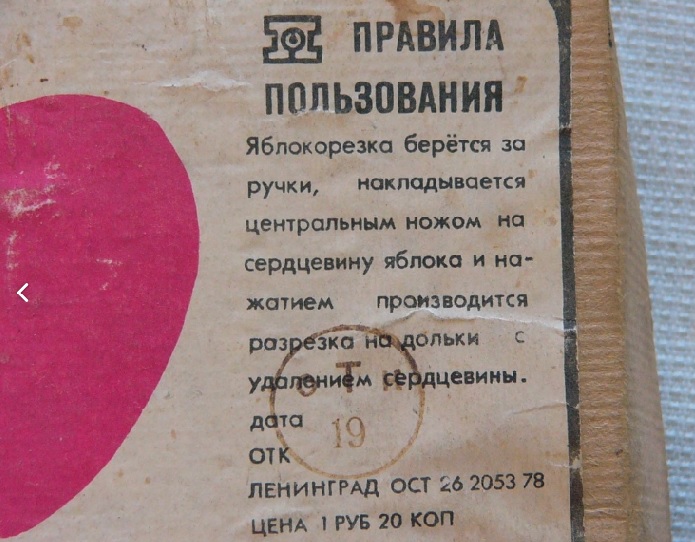 ПРАВИЛА
ПОЛЬЗОВАНИЯ
Яблокорезка берётся за
ручки, накладывается
центральным ножом на
сердцевину яблока и на-
жатием производится
разрезка на дольки с
удалением сердцевины.
дата
ОТК
19
ЛЕНИНГРАД ОСТ 26 2053 78
ЦЕНА 1 РУБ 20 КОП